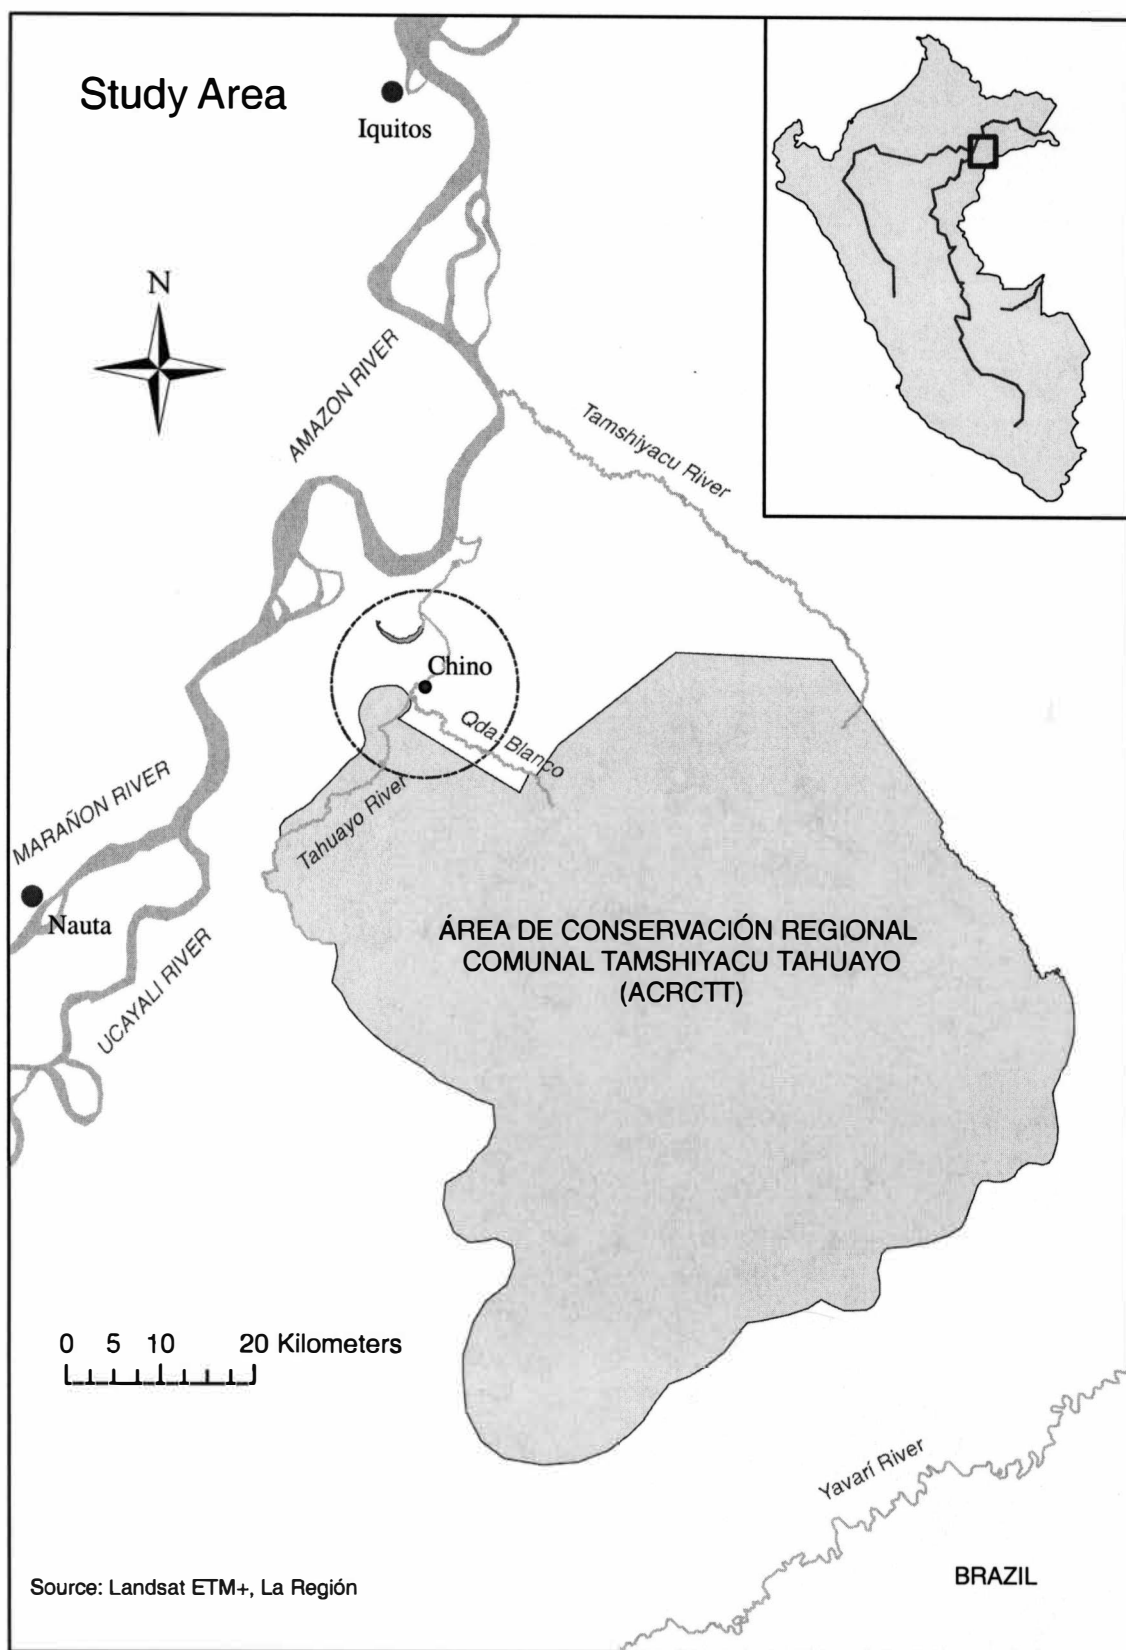 Study Area
Iquitos
N
AMAZON RIVER
Tamshiyacu River
Chino
Qda. Blanco
MARAÑON RIVER
Tahuayo River
Nauta
UCAYALI RIVER
ÁREA DE CONSERVACIÓN REGIONAL
COMUNAL TAMSHIYACU TAHUAYO
(ACRCTT)
0 5 10 20 Kilometers
Yavarí River
BRAZIL
Source: Landsat ETM+, La Región